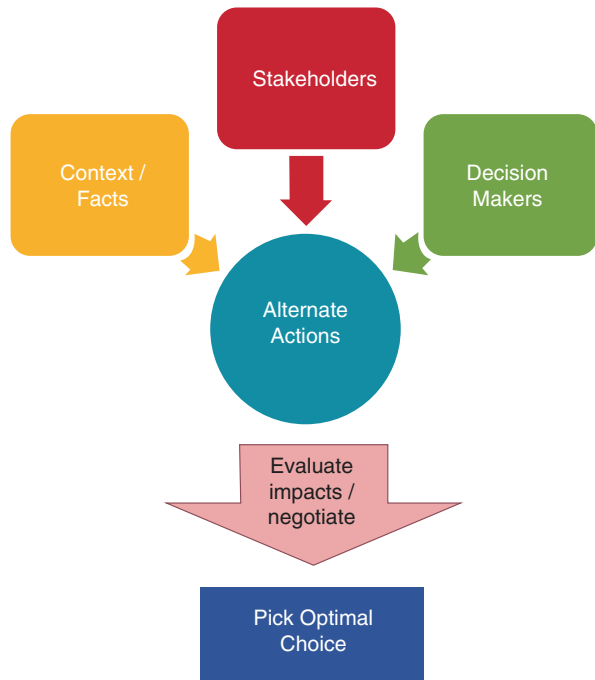 Stakeholders
Context /
Facts
Decision
Makers
Alternate
Actions
Evaluate
impacts /
negotiate
Pick Optimal
Choice